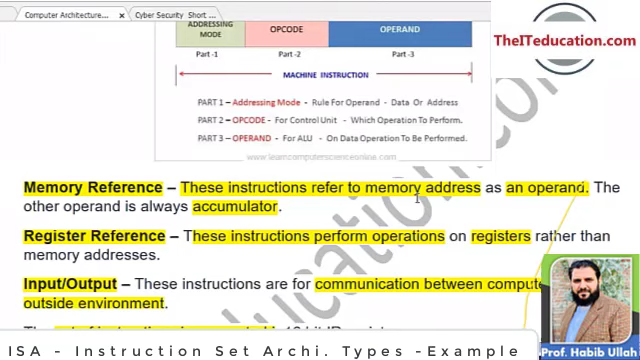 Computer Architecture... x
Cyber Security Short ... x
TheITeducation.com
ADDRESSING MODE
OPCODE
OPERAND
Part -1
Part -2
Part -3
MACHINE INSTRUCTION
PART 1 – Addressing Mode - Rule For Operand - Data Or Address
PART 2 – OPCODE - For Control Unit - Which Operation To Perform.
PART 3 – OPERAND - For ALU - On Data Operation To Be Performed.
www.learncomputerscienceonline.com
Memory Reference – These instructions refer to memory address as an operand. The
other operand is always accumulator.
Register Reference – These instructions perform operations on registers rather than
memory addresses.
Input/Output – These instructions are for communication between compute
outside environment.
Prof. Habib Ullah
ISA - Instruction Set Archi. Types -Example